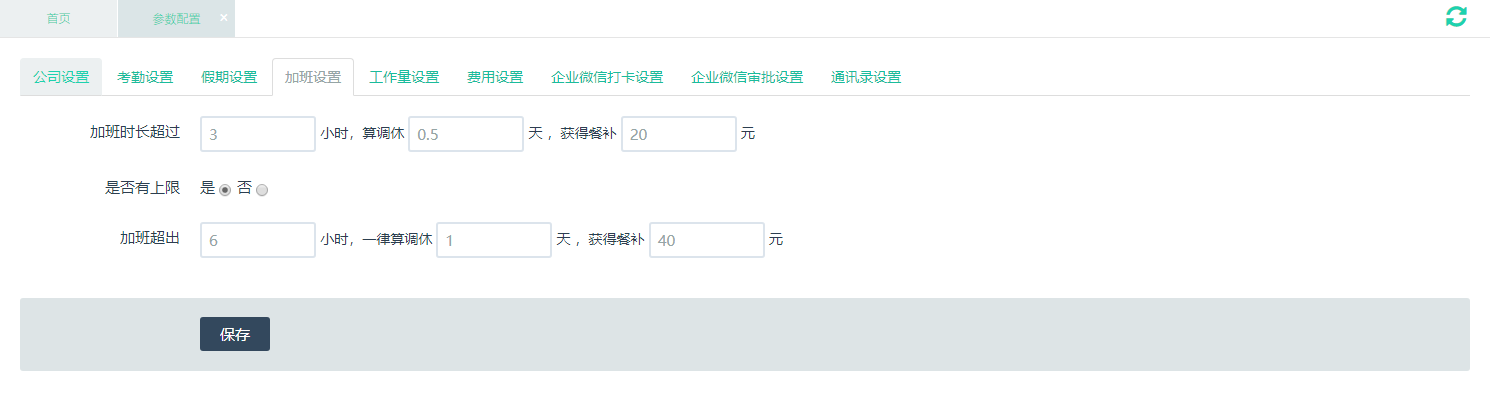 首页 参数配置 ×
公司设置 考勤设置 假期设置 加班设置 工作量设置 费用设置 企业微信打卡设置 企业微信审批设置 通讯录设置
加班时长超过 3 小时，算调休 0.5 天 ，获得餐补 20 元
是否有上限 是 否
加班超出 6 小时，一律算调休 1 天 ，获得餐补 40 元
保存